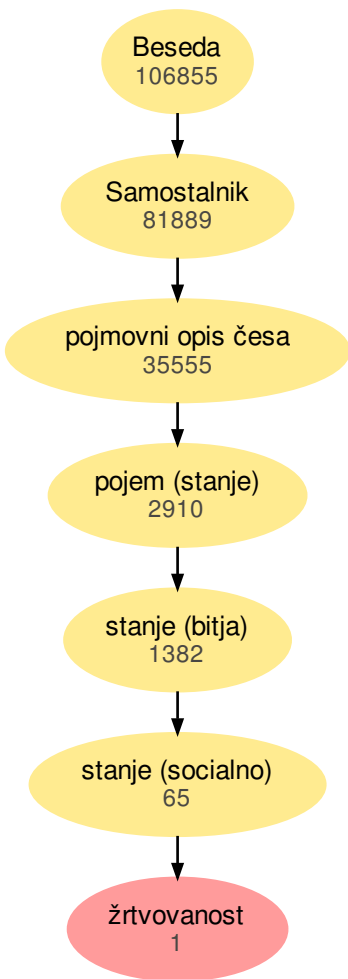 Beseda
106855
Samostalnik
81889
pojmovni opis česa
35555
pojem (stanje)
2910
stanje (bitja)
1382
stanje (socialno)
65
žrtvovanost
1